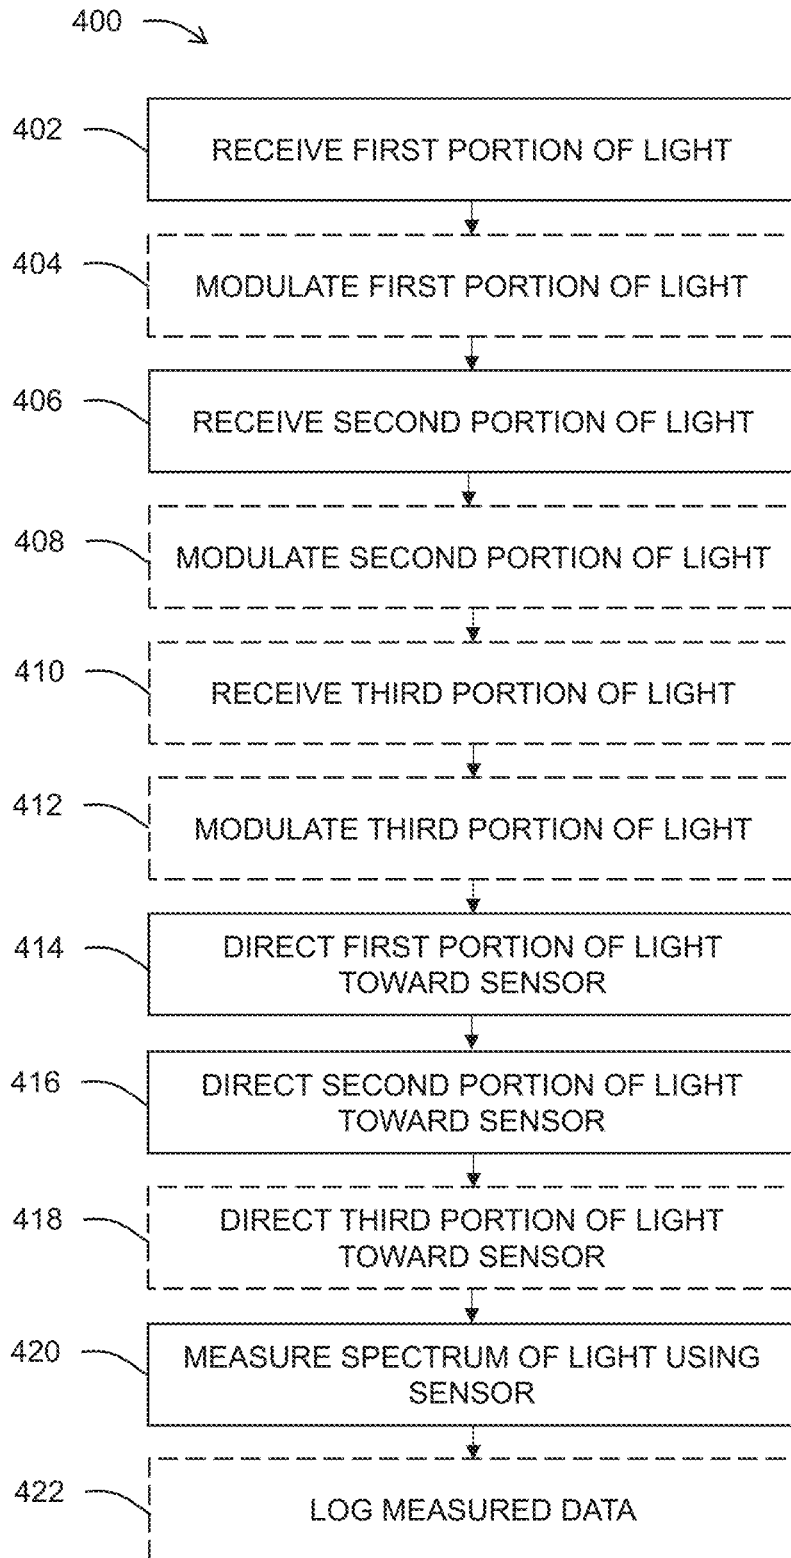 400
402
RECEIVE FIRST PORTION OF LIGHT
404
MODULATE FIRST PORTION OF LIGHT
406
RECEIVE SECOND PORTION OF LIGHT
408
MODULATE SECOND PORTION OF LIGHT
410
RECEIVE THIRD PORTION OF LIGHT
412
MODULATE THIRD PORTION OF LIGHT
414
DIRECT FIRST PORTION OF LIGHT
TOWARD SENSOR
416
DIRECT SECOND PORTION OF LIGHT
TOWARD SENSOR
418
DIRECT THIRD PORTION OF LIGHT
TOWARD SENSOR
420
MEASURE SPECTRUM OF LIGHT USING
SENSOR
422
LOG MEASURED DATA